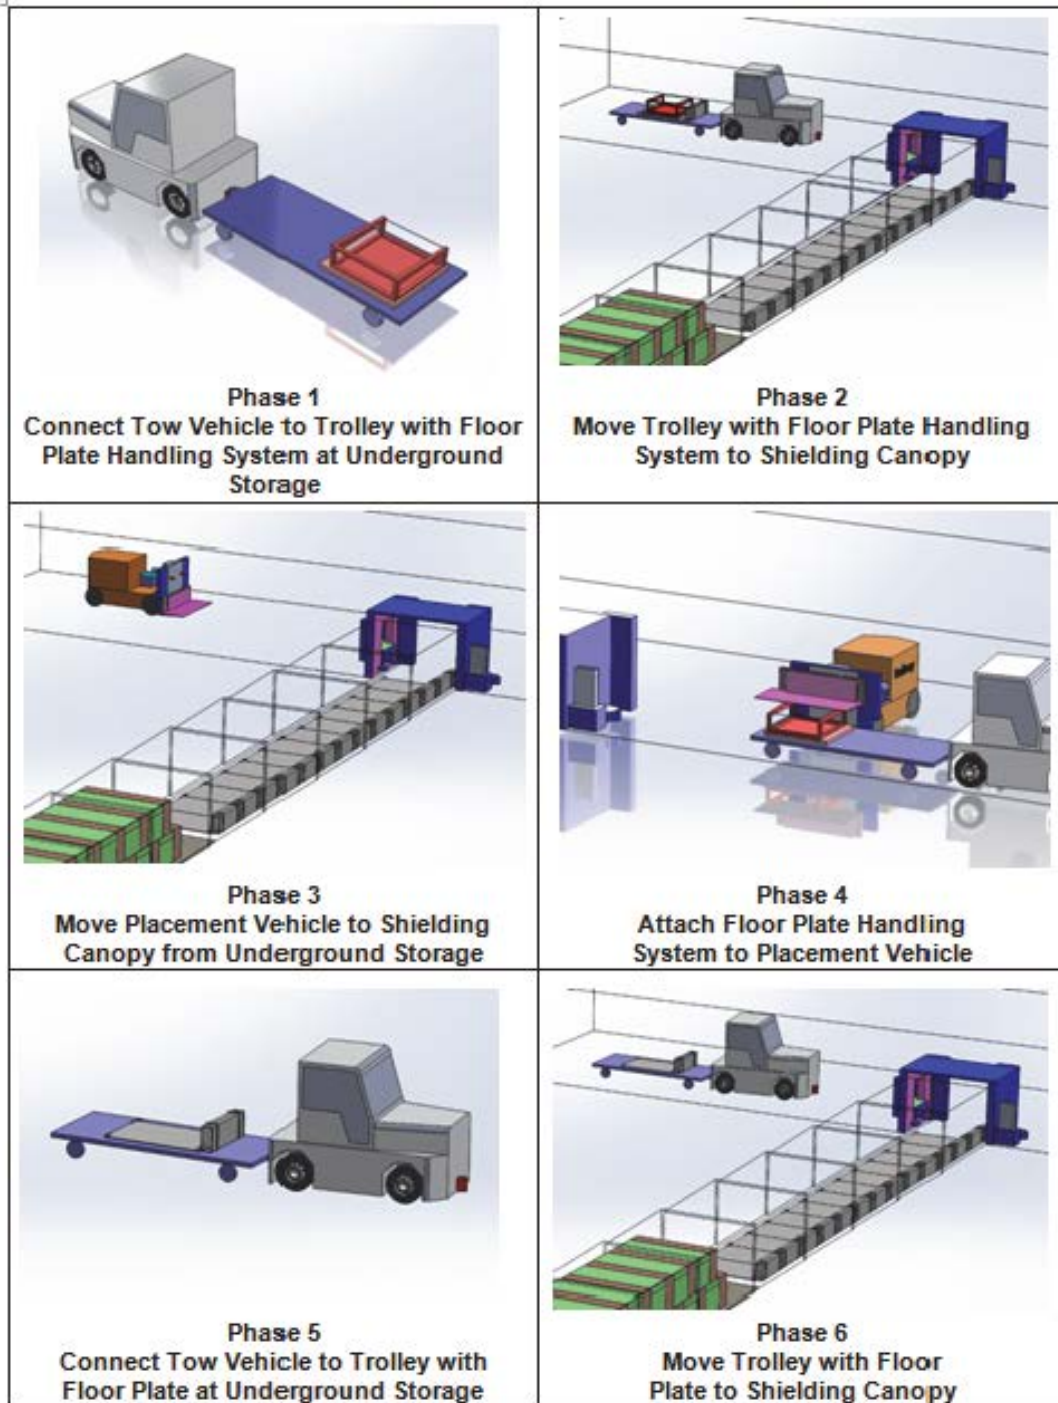 Phase 1
Connect Tow Vehicle to Trolley with Floor
Plate Handling System at Underground
Storage
Phase 2
Move Trolley with Floor Plate Handling
System to Shielding Canopy
Phase 3
Move Placement Vehicle to Shielding
Canopy from Underground Storage
Phase 4
Attach Floor Plate Handling
System to Placement Vehicle
Phase 5
Connect Tow Vehicle to Trolley with
Floor Plate at Underground Storage
Phase 6
Move Trolley with Floor
Plate to Shielding Canopy